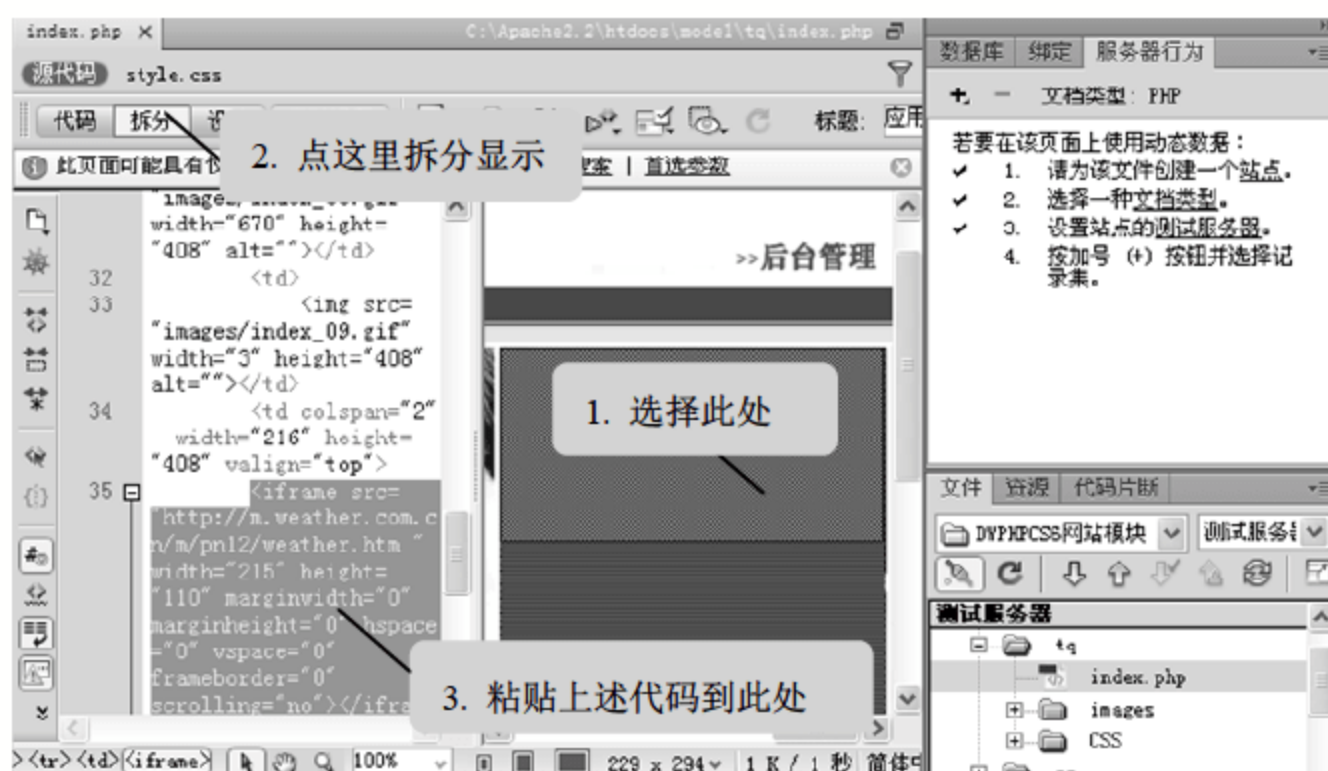 index.php ×
C:\Apache2.2\htdocs\model\tq\index.php
源代码 style.css
代码 拆分
标题:
2. 点这里拆分显示
此页面可能具有
首选参数
width="670" height=
"408" alt=""></td>
32 <td>
33 <img src=
"images/index_09.gif"
width="3" height="408"
alt=""></td>
34 <td colspan="2"
width="216" height=
"408" valign="top">
35 <iframe src=
"http://m.weather.com.c
n/m/pn12/weather.htm "
width="215" height=
"110" marginwidth="0"
marginheight="0" hspace
="0" vspace="0"
frameborder="0"
scrolling="no"></ifra
>>后台管理
1. 选择此处
3. 粘贴上述代码到此处
><tr><td><iframe>
100%
229 x 294 1 K / 1 秒 简体中
数据库 绑定 服务器行为
文档类型: PHP
若要在该页面上使用动态数据:
1. 请为该文件创建一个站点。
2. 选择一种文档类型。
3. 设置站点的测试服务器。
4. 按加号 (+) 按钮并选择记
录集。
文件 资源 代码片断
DWPHPCS5网站模块 测试服务器
测试服务器
tq
index.php
images
CSS